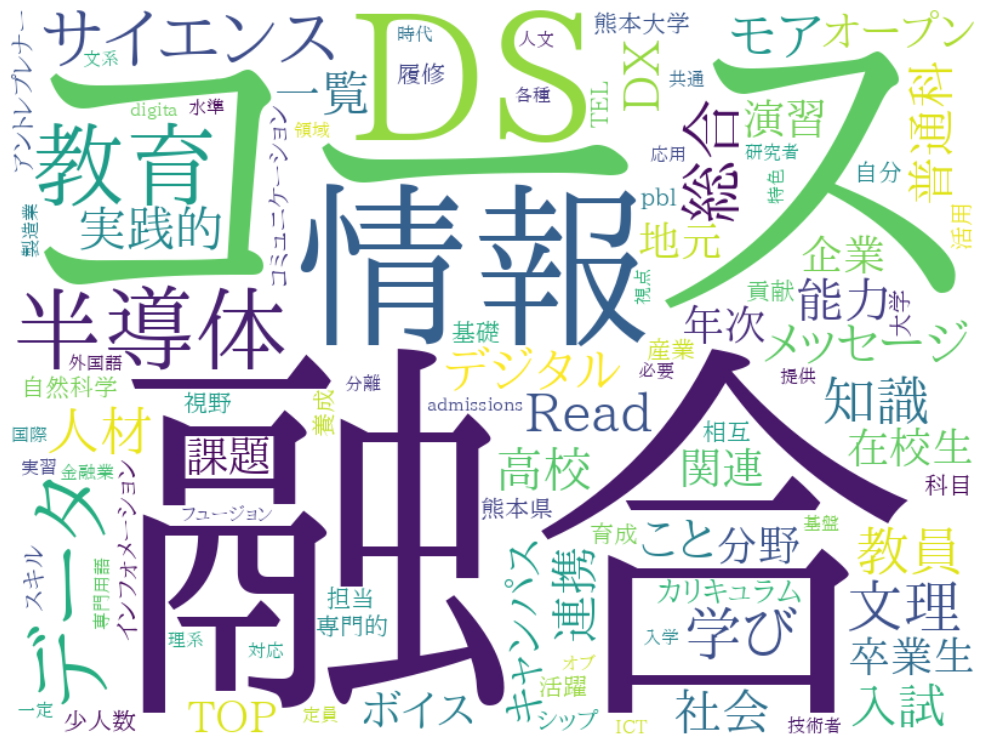 サイエンス
DS
時代
人文
熊本大学
モア
オープン
アントレプレナー
文系
コース
一覧
履修
各種
TEL
DX
共通
普通科
digita
水準
領域
コミュニケーション
教育
総合
演習
応用
研究者
実践的
情報
pbl
地元
特色
自分
活用
製造業
企業
視点
貢献
能力
大学
半導体
基礎
年次
メッセージ
外国語
デジタル
産業
必要
提供
自然科学
視野
養成
分離
融合
admissions
Read
知識
国際
人材
課題
相互
在校生
実習
金融業
高校
関連
科目
データ
インフォメーション
フュージョン
熊本県
基盤
スキル
専門用語
キャンパス
連携
育成
こと
分野
教員
カリキュラム
担当
専門的
理系
対応
学び
入学
文理
オブ
活躍
卒業生
一定
少人数
TOP
定員
ボイス
シップ
ICT
社会
技術者
入試